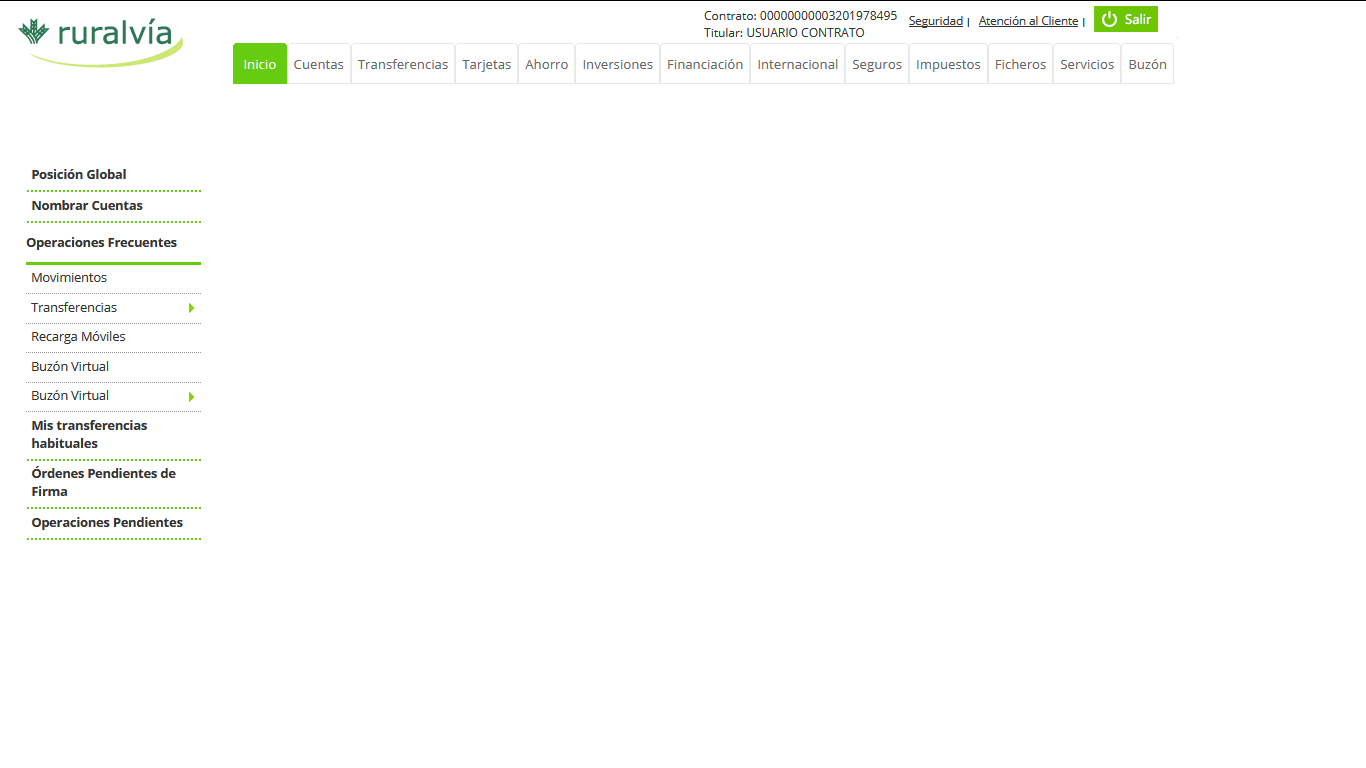 ruralvía
Contrato: 00000000003201978495
Titular: USUARIO CONTRATO
Seguridad | Atención al Cliente |
Salir
Inicio Cuentas Transferencias Tarjetas Ahorro Inversiones Financiación Internacional Seguros Impuestos Ficheros Servicios Buzón
Posición Global
Nombrar Cuentas
Operaciones Frecuentes
Movimientos
Transferencias
Recarga Móviles
Buzón Virtual
Buzón Virtual
Mis transferencias
habituales
Órdenes Pendientes de
Firma
Operaciones Pendientes